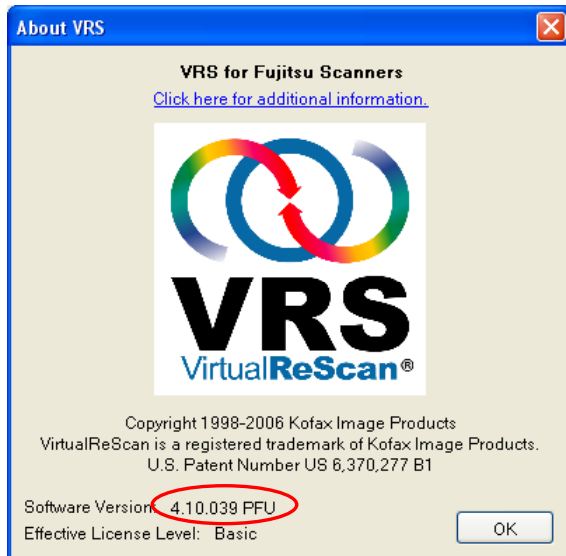 About VRS
VRS for Fujitsu Scanners
Click here for additional information.
VRS
VirtualReScan®
Copyright 1998-2006 Kofax Image Products
VirtualReScan is a registered trademark of Kofax Image Products.
U.S. Patent Number US 6,370,277 B1
Software Version: 4.10.039 PFU
Effective License Level: Basic
OK